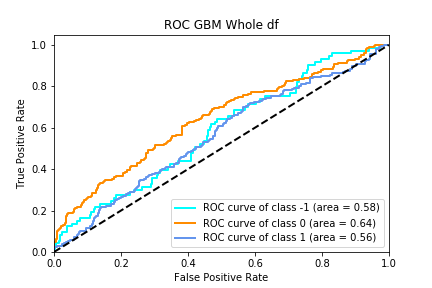 ROC GBM Whole df
True Positive Rate
1.0
0.8
0.6
0.4
0.2
0.0
ROC curve of class -1 (area = 0.58)
ROC curve of class 0 (area = 0.64)
ROC curve of class 1 (area = 0.56)
0.0 0.2 0.4 0.6 0.8 1.0
False Positive Rate